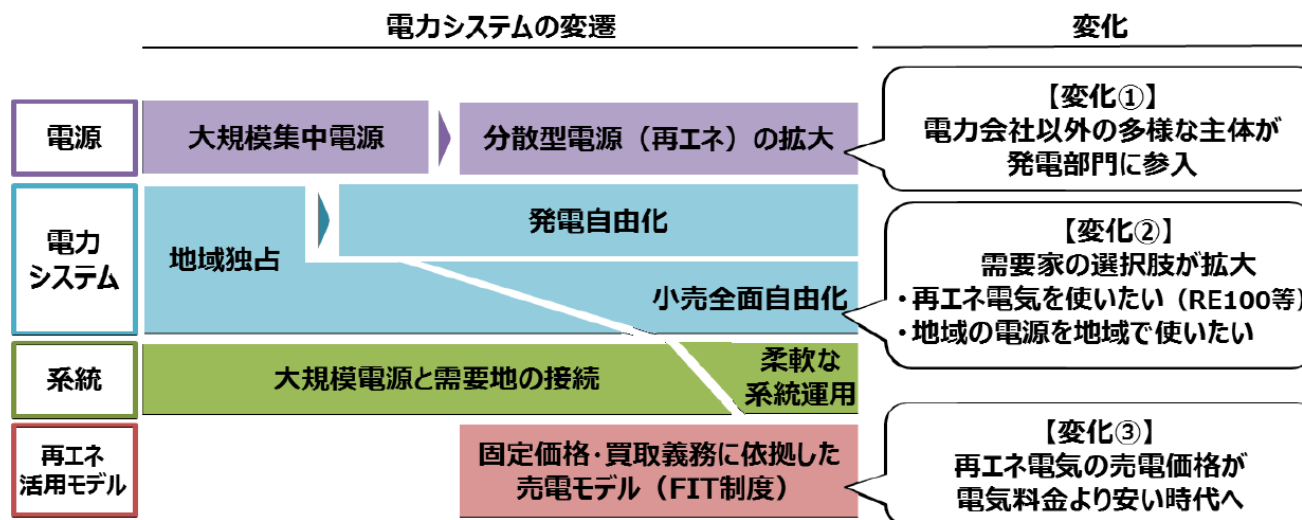 電力システムの変遷
変化
電源
大規模集中電源
分散型電源（再エネ）の拡大
【変化①】
電力会社以外の多様な主体が
発電部門に参入
電力
システム
地域独占
発電自由化
小売全面自由化
【変化②】
需要家の選択肢が拡大
・再エネ電気を使いたい（RE100等）
・地域の電源を地域で使いたい
系統
大規模電源と需要地の接続
柔軟な
系統運用
再エネ
活用モデル
固定価格・買取義務に依拠した
売電モデル（FIT制度）
【変化③】
再エネ電気の売電価格が
電気料金より安い時代へ